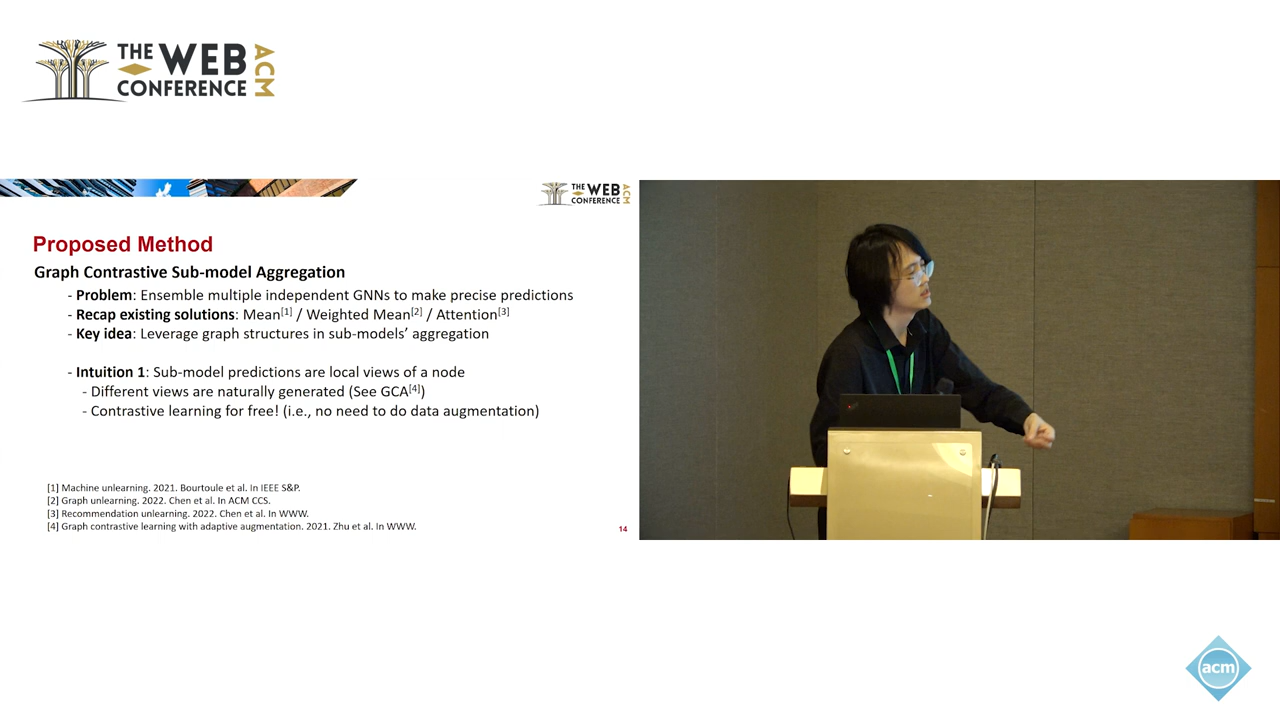 THE WEB CONFERENCE ACM
THE WEB CONFERENCE ACM
Proposed Method
Graph Contrastive Sub-model Aggregation
- Problem: Ensemble multiple independent GNNs to make precise predictions
- Recap existing solutions: Mean[1] / Weighted Mean[2] / Attention[3]
- Key idea: Leverage graph structures in sub-models’ aggregation
- Intuition 1: Sub-model predictions are local views of a node
- Different views are naturally generated (See GCA[4])
- Contrastive learning for free! (i.e., no need to do data augmentation)
[1] Machine unlearning. 2021. Bourtoule et al. In IEEE S&P.
[2] Graph unlearning. 2022. Chen et al. In ACM CCS.
[3] Recommendation unlearning. 2022. Chen et al. In WWW.
[4] Graph contrastive learning with adaptive augmentation. 2021. Zhu et al. In WWW.
14
acm